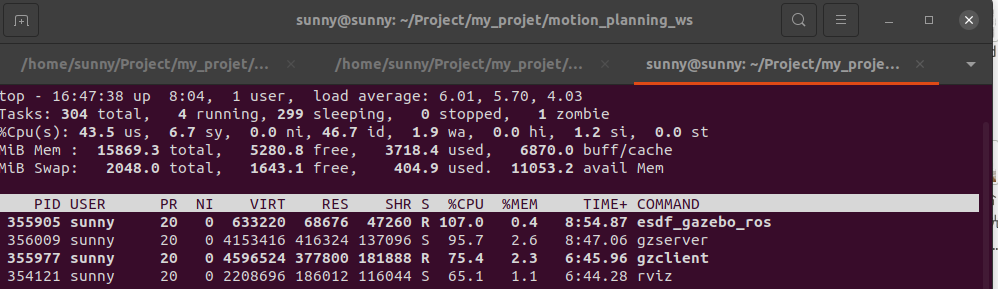 sunny@sunny: ~/Project/my_projet/motion_planning_ws
/home/sunny/Project/my_projet/... × /home/sunny/Project/my_projet/... × sunny@sunny: ~/Project/my_proje... ×
top - 16:47:38 up  8:04,  1 user,  load average: 6.01, 5.70, 4.03
Tasks: 304 total,   4 running, 299 sleeping,   0 stopped,   1 zombie
%Cpu(s): 43.5 us,  6.7 sy,  0.0 ni, 46.7 id,  1.9 wa,  0.0 hi,  1.2 si,  0.0 st
MiB Mem :  15869.3 total,   5280.8 free,   3718.4 used,   6870.0 buff/cache
MiB Swap:   2048.0 total,   1643.1 free,    404.9 used.  11053.2 avail Mem
PID USER      PR  NI    VIRT    RES    SHR S  %CPU  %MEM     TIME+ COMMAND
355905 sunny     20   0  633220  68676  47260 R 107.0   0.4   8:54.87 esdf_gazebo_ros
356009 sunny     20   0 4153416 416324 137096 S  95.7   2.6   8:47.06 gzserver
355977 sunny     20   0 4596524 377800 181888 R  75.4   2.3   6:45.96 gzclient
354121 sunny     20   0 2208696 186012 116044 S  65.1   1.1   6:44.28 rviz